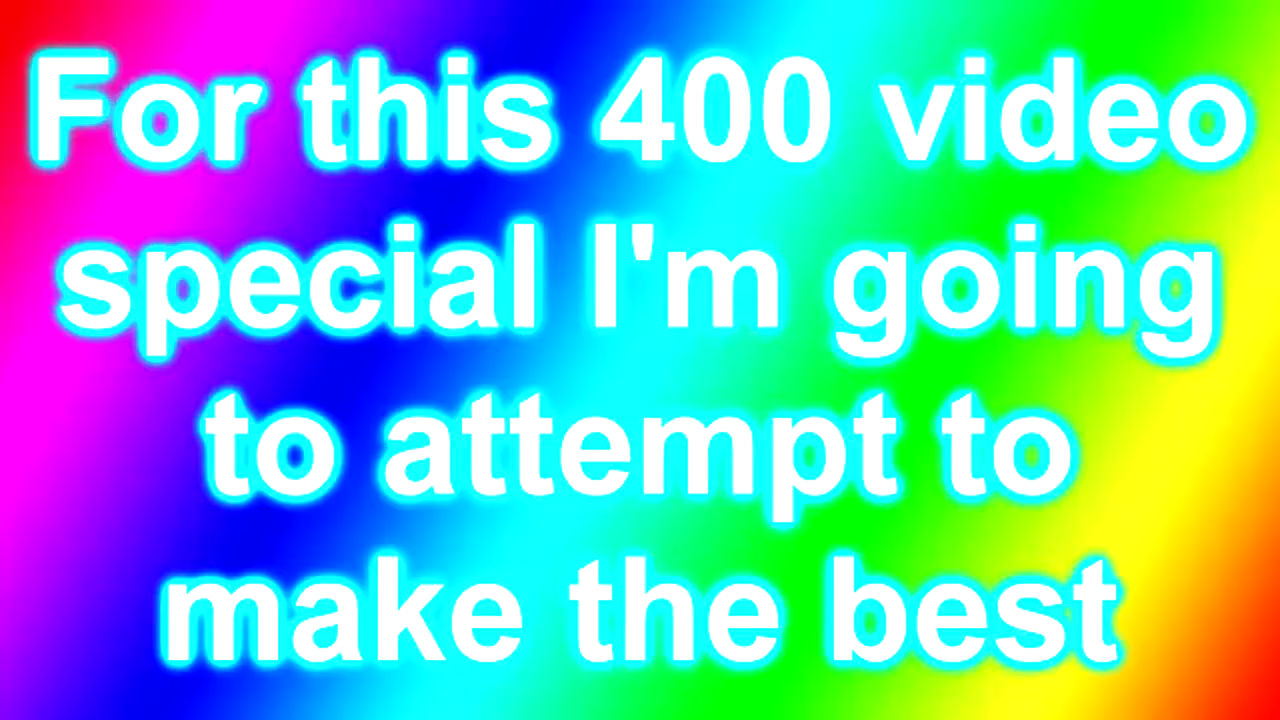 For this 400 video
special I'm going
to attempt to
make the best